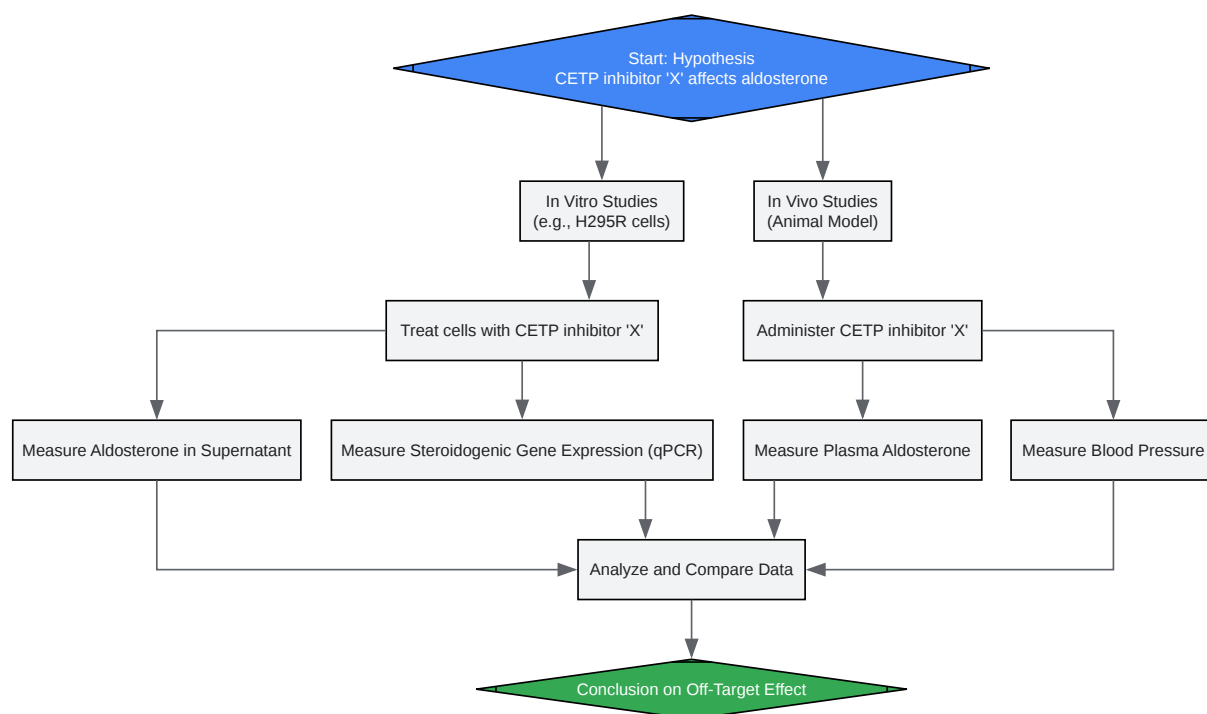 Start: Hypothesis
CETP inhibitor 'X' affects aldosterone
In Vitro Studies
(e.g., H295R cells)
In Vivo Studies
(Animal Model)
Treat cells with CETP inhibitor 'X'
Administer CETP inhibitor 'X'
Measure Aldosterone in Supernatant
Measure Steroidogenic Gene Expression (qPCR)
Measure Plasma Aldosterone
Measure Blood Pressure
Analyze and Compare Data
Conclusion on Off-Target Effect